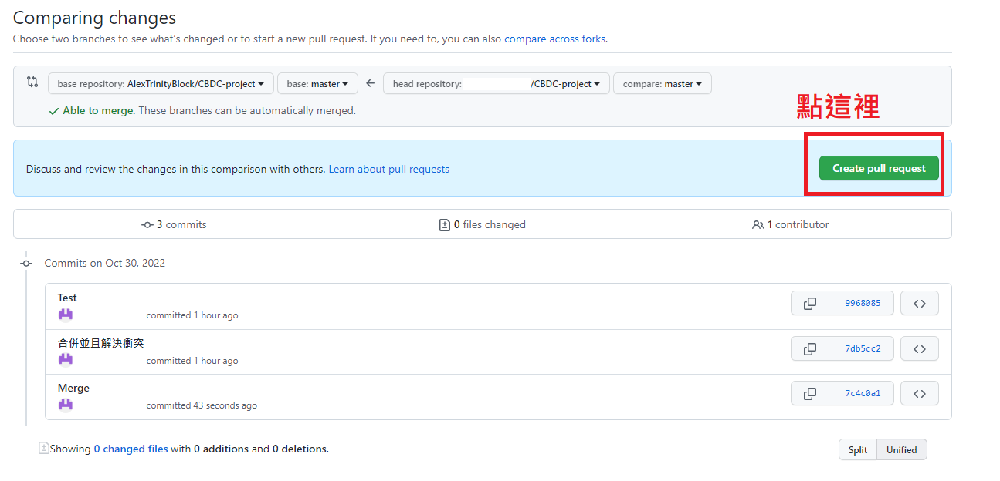 Comparing changes
Choose two branches to see what's changed or to start a new pull request. If you need to, you can also compare across forks.
base repository: AlexTrinityBlock/CBDC-project base: master ← head repository: /CBDC-project compare: master
Able to merge. These branches can be automatically merged.
點這裡
Discuss and review the changes in this comparison with others. Learn about pull requests
Create pull request
3 commits
0 files changed
1 contributor
Commits on Oct 30, 2022
Test
committed 1 hour ago
9968085
合併並且解決衝突
committed 1 hour ago
7db5cc2
Merge
committed 43 seconds ago
7c4c0a1
Showing 0 changed files with 0 additions and 0 deletions.
Split Unified